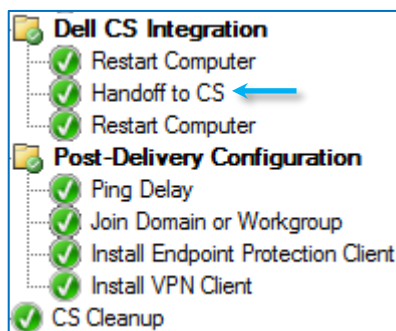 Dell CS Integration
Restart Computer
Handoff to CS
Restart Computer
Post-Delivery Configuration
Ping Delay
Join Domain or Workgroup
Install Endpoint Protection Client
Install VPN Client
CS Cleanup